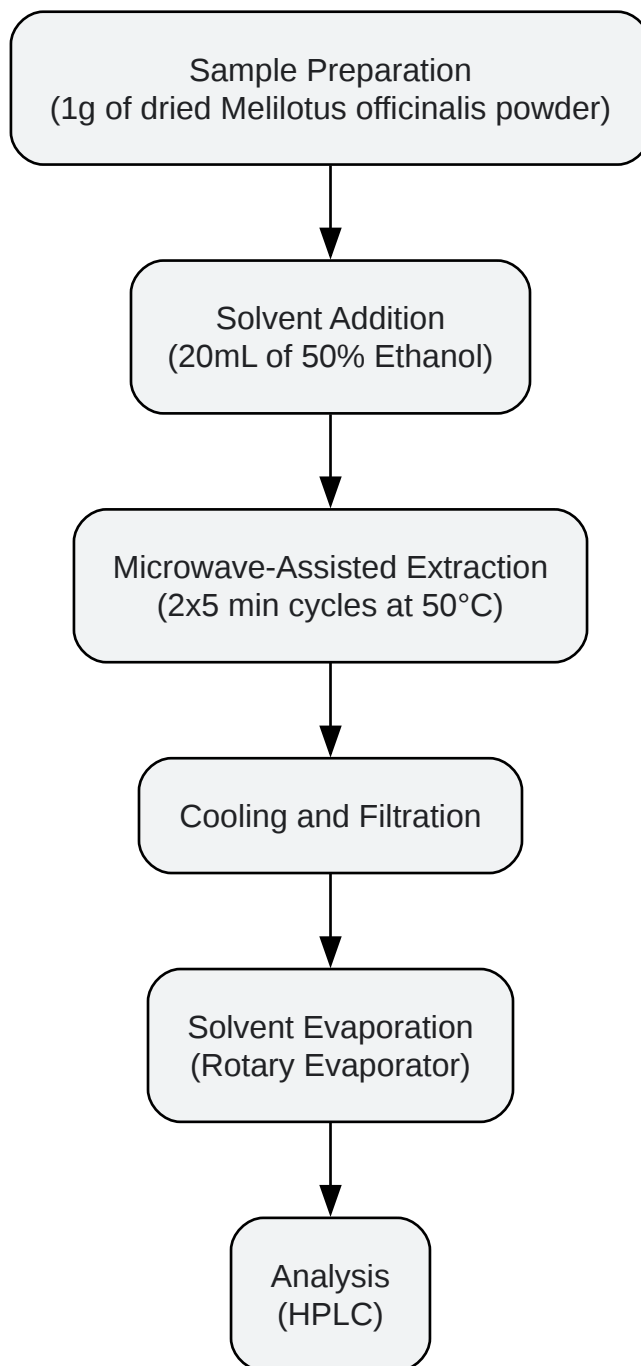 Sample Preparation
(1g of dried Melilotus officinalis powder)
Solvent Addition
(20mL of 50% Ethanol)
Microwave-Assisted Extraction
(2x5 min cycles at 50°C)
Cooling and Filtration
Solvent Evaporation
(Rotary Evaporator)
Analysis
(HPLC)